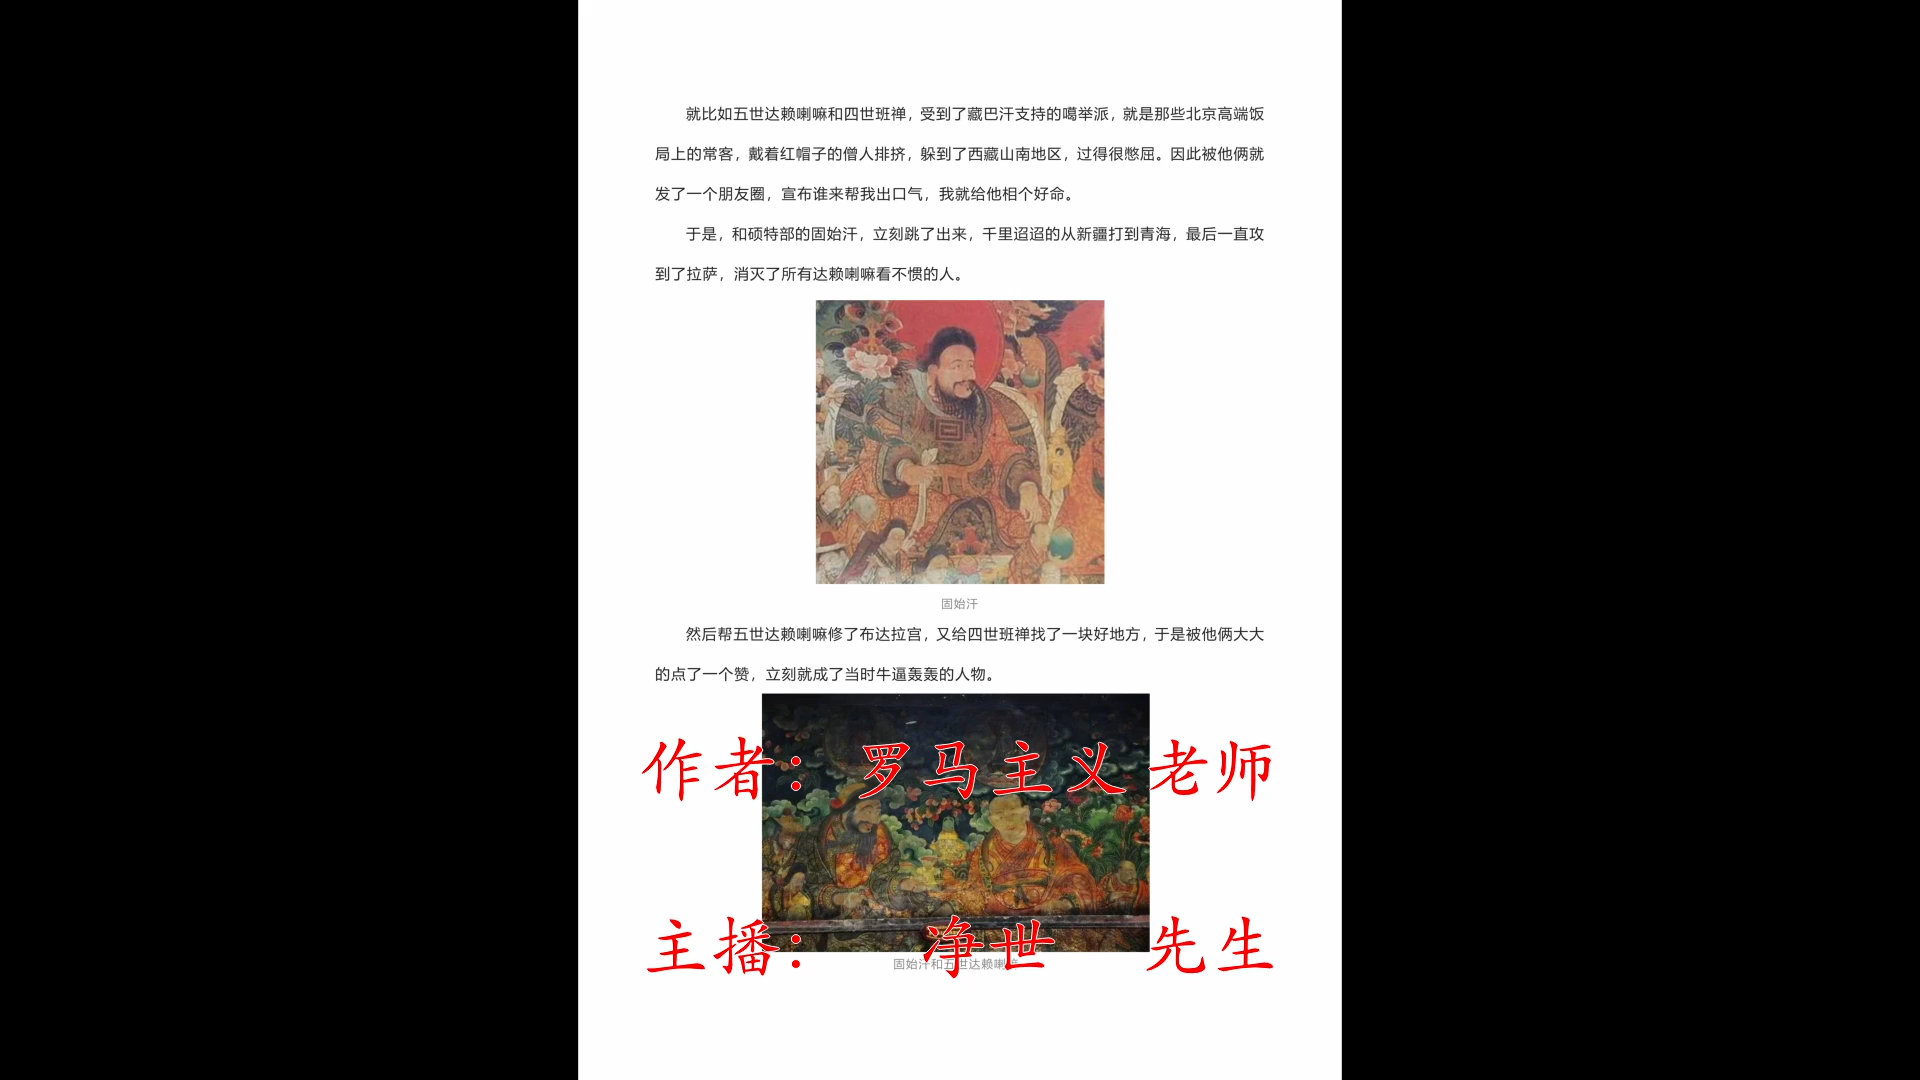 就比如五世达赖喇嘛和四世班禅，受到了藏巴汗支持的噶举派，就是那些北京高端饭
局上的常客，戴着红帽子的僧人排挤，躲到了西藏山南地区，过得很憋屈。因此被他俩就
发了一个朋友圈，宣布谁来帮我出口气，我就给他相个好命。
于是，和硕特部的固始汗，立刻跳了出来，千里迢迢的从新疆打到青海，最后一直攻
到了拉萨，消灭了所有达赖喇嘛看不惯的人。
固始汗
然后帮五世达赖喇嘛修了布达拉宫，又给四世班禅找了一块好地方，于是被他俩大大
的点了一个赞，立刻就成了当时牛逼轰轰的人物。
作者：罗马主义老师
主播：净世先生
固始汗和五世达赖喇嘛